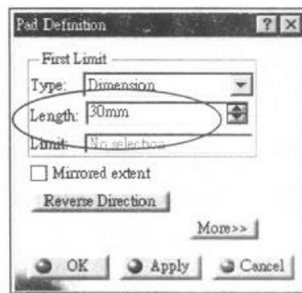 Pad Definition
First Limit
Type: Dimension
Length: 30mm
Limit: No selection
Mirrored extent
Reverse Direction
More>>
OK Apply Cancel